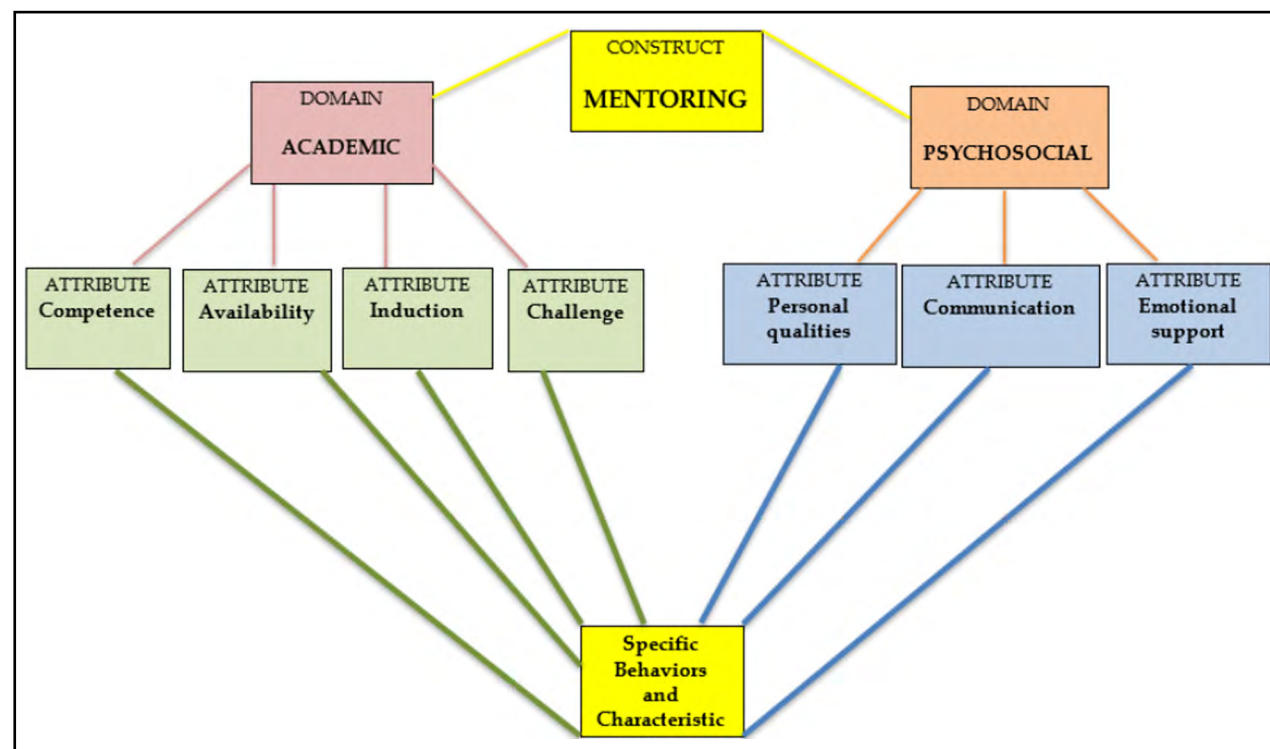 CONSTRUCT
MENTORING
DOMAIN
ACADEMIC
DOMAIN
PSYCHOSOCIAL
ATTRIBUTE
Competence
ATTRIBUTE
Availability
ATTRIBUTE
Induction
ATTRIBUTE
Challenge
ATTRIBUTE
Personal
qualities
ATTRIBUTE
Communication
ATTRIBUTE
Emotional
support
Specific
Behaviors
and
Characteristic